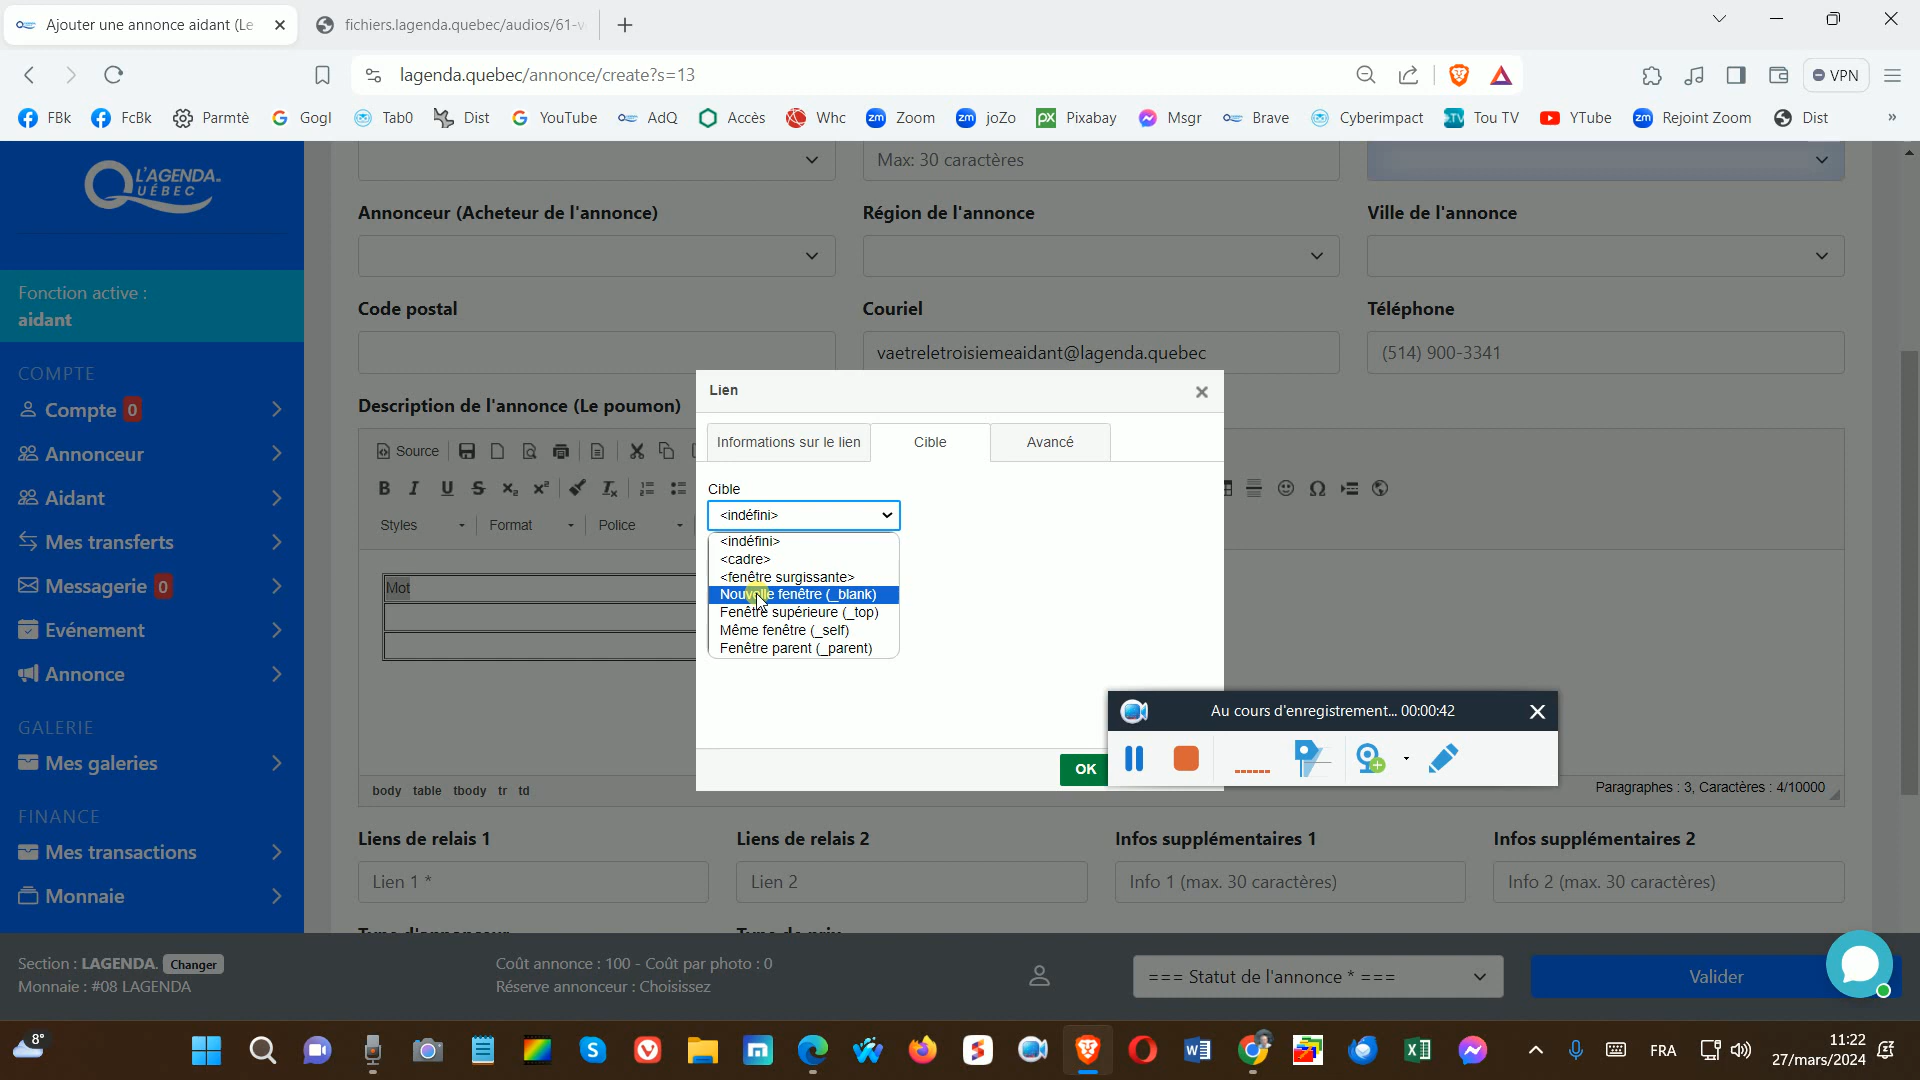 Ajouter une annonce aidant (Le
fichiers.lagenda.quebec/audios/61-v
lagenda.quebec/annonce/create?s=13
VPN
FBk
FcBk
Parmtè
Gogl
Tab0
Dist
YouTube
AdQ
Accès
Whc
Zoom
joZo
Pixabay
Msgr
Brave
Cyberimpact
Tou TV
YTube
Rejoint Zoom
Dist
»
L'AGENDA.
UÉBEC
Fonction active :
aidant
COMPTE
Compte 0
Annonceur
Aidant
Mes transferts
Messagerie 0
Evénement
Annonce
GALERIE
Mes galeries
FINANCE
Mes transactions
Monnaie
Max: 30 caractères
Annonceur (Acheteur de l'annonce)
Région de l'annonce
Ville de l'annonce
Code postal
Couriel
Téléphone
vaetreletroisiemeaidant@lagenda.quebec
(514) 900-3341
Description de l'annonce (Le poumon)
Source
Styles
Format
Police
Mot
body table tbody tr td
Paragraphes : 3, Caractères : 4/10000
Lien
Informations sur le lien
Cible
Avancé
Cible
<indéfini>
<indéfini>
<cadre>
<fenêtre surgissante>
Nouvelle fenêtre (_blank)
Fenêtre supérieure (_top)
Même fenêtre (_self)
Fenêtre parent (_parent)
OK
Au cours d'enregistrement... 00:00:42
Liens de relais 1
Liens de relais 2
Infos supplémentaires 1
Infos supplémentaires 2
Lien 1 *
Lien 2
Info 1 (max. 30 caractères)
Info 2 (max. 30 caractères)
Section : LAGENDA. Changer
Monnaie : #08 LAGENDA
Coût annonce : 100 - Coût par photo : 0
Réserve annonceur : Choisissez
=== Statut de l'annonce * ===
Valider
8°
FRA
11:22
27/mars/2024